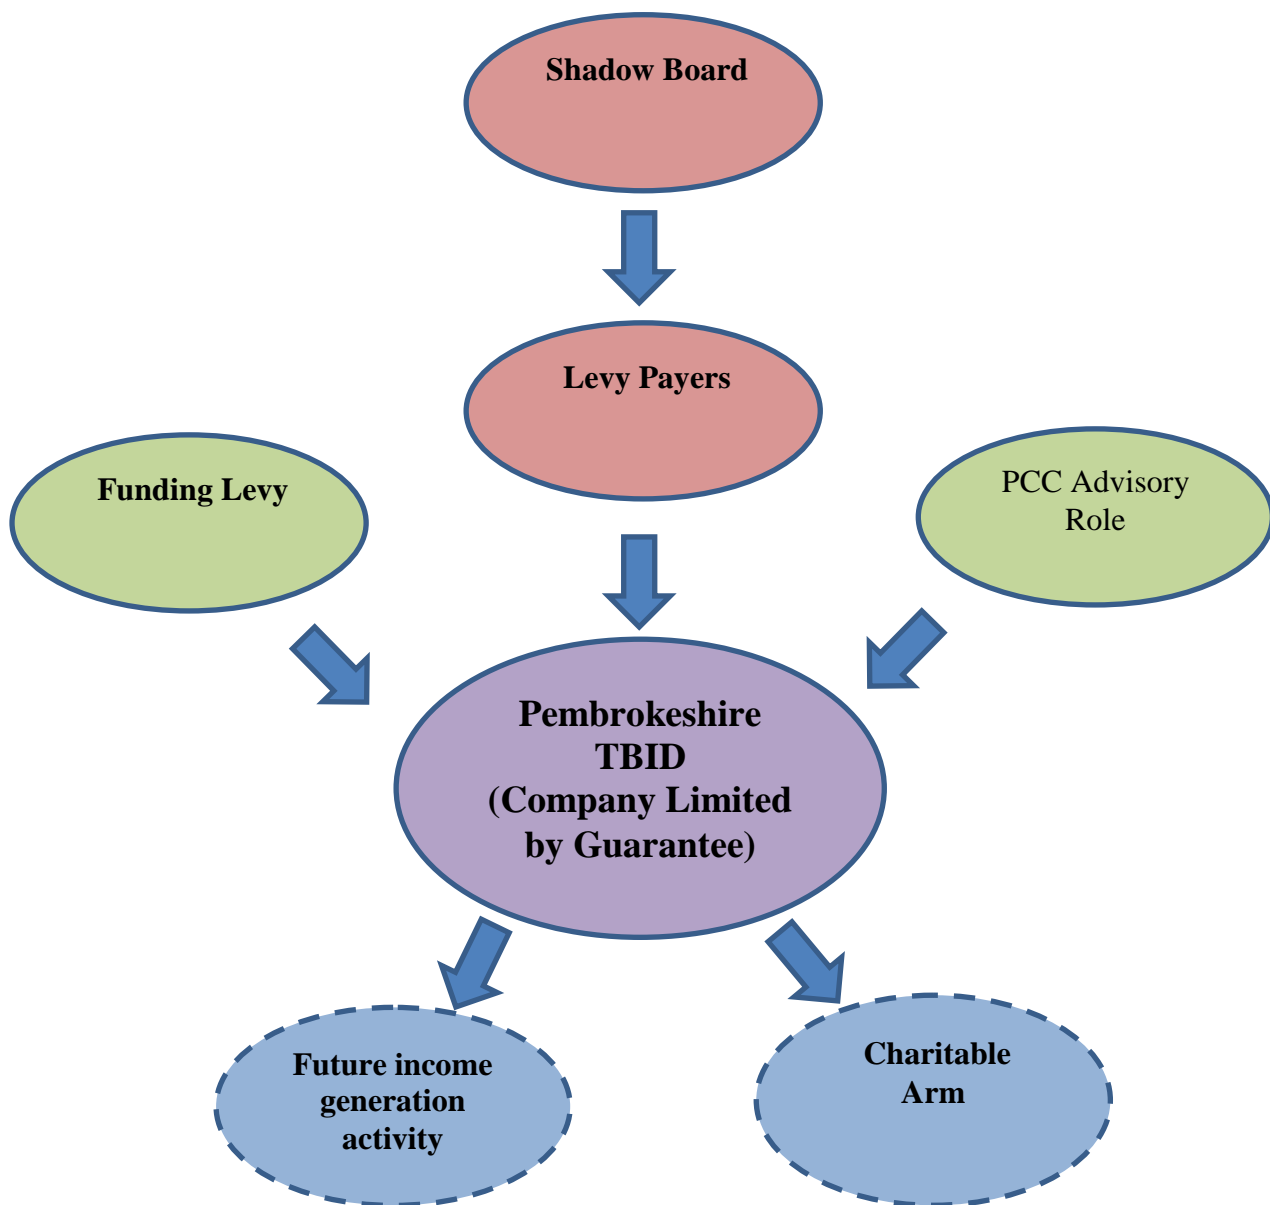 Shadow Board
Levy Payers
Funding Levy
PCC Advisory
Role
Pembrokeshire
TBID
(Company Limited
by Guarantee)
Future income
generation
activity
Charitable
Arm